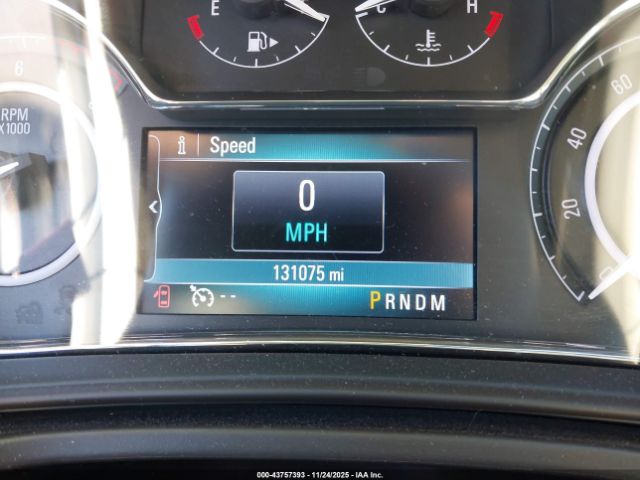 E
C H
6
RPM
X1000
i Speed
0
MPH
131075 mi
--
PRNDM
60
40
20
0
000-43757393 - 11/24/2025 - IAA Inc.